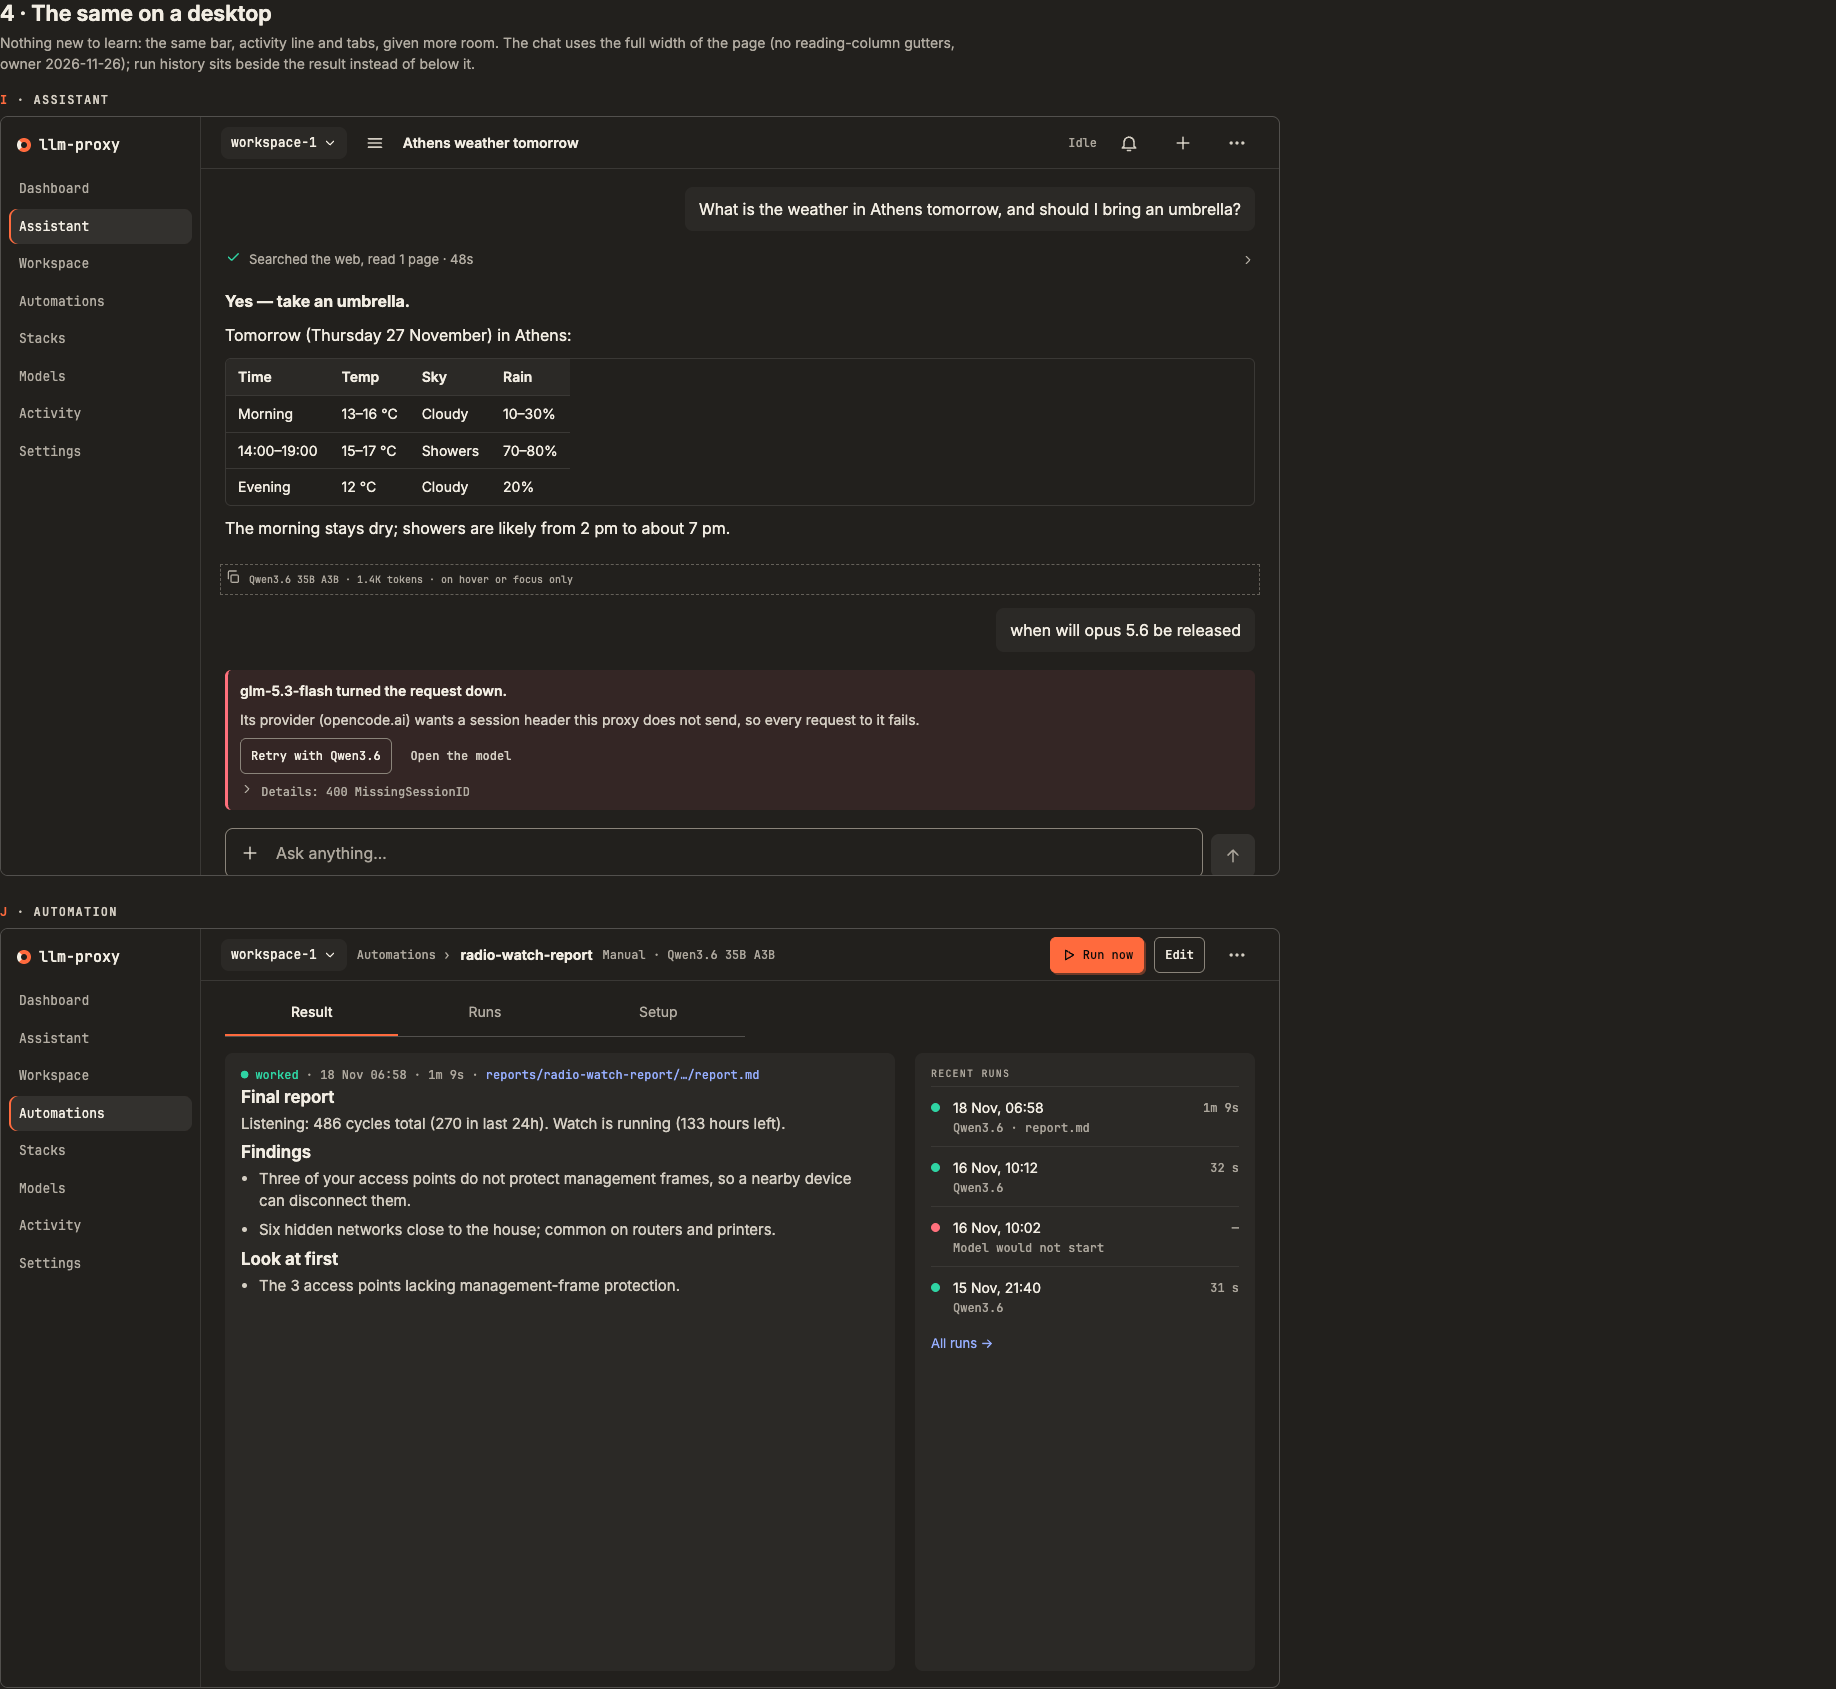 4 · The same on a desktop
Nothing new to learn: the same bar, activity line and tabs, given more room. The chat uses the full width of the page (no reading-column gutters,
owner 2026-11-26); run history sits beside the result instead of below it.
I · ASSISTANT
llm-proxy
Dashboard
Assistant
Workspace
Automations
Stacks
Models
Activity
Settings
workspace-1
Athens weather tomorrow
Idle
What is the weather in Athens tomorrow, and should I bring an umbrella?
Searched the web, read 1 page · 48s
Yes — take an umbrella.
Tomorrow (Thursday 27 November) in Athens:
Time Temp Sky Rain
Morning 13–16 °C Cloudy 10–30%
14:00–19:00 15–17 °C Showers 70–80%
Evening 12 °C Cloudy 20%
The morning stays dry; showers are likely from 2 pm to about 7 pm.
Qwen3.6 35B A3B · 1.4K tokens · on hover or focus only
when will opus 5.6 be released
glm-5.3-flash turned the request down.
Its provider (opencode.ai) wants a session header this proxy does not send, so every request to it fails.
Retry with Qwen3.6 Open the model
Details: 400 MissingSessionID
Ask anything...
J · AUTOMATION
llm-proxy
Dashboard
Assistant
Workspace
Automations
Stacks
Models
Activity
Settings
workspace-1 Automations › radio-watch-report Manual · Qwen3.6 35B A3B
Run now Edit
Result Runs Setup
worked · 18 Nov 06:58 · 1m 9s · reports/radio-watch-report/…/report.md
Final report
Listening: 486 cycles total (270 in last 24h). Watch is running (133 hours left).
Findings
• Three of your access points do not protect management frames, so a nearby device
can disconnect them.
• Six hidden networks close to the house; common on routers and printers.
Look at first
• The 3 access points lacking management-frame protection.
RECENT RUNS
18 Nov, 06:58 1m 9s
Qwen3.6 · report.md
16 Nov, 10:12 32 s
Qwen3.6
16 Nov, 10:02 —
Model would not start
15 Nov, 21:40 31 s
Qwen3.6
All runs →